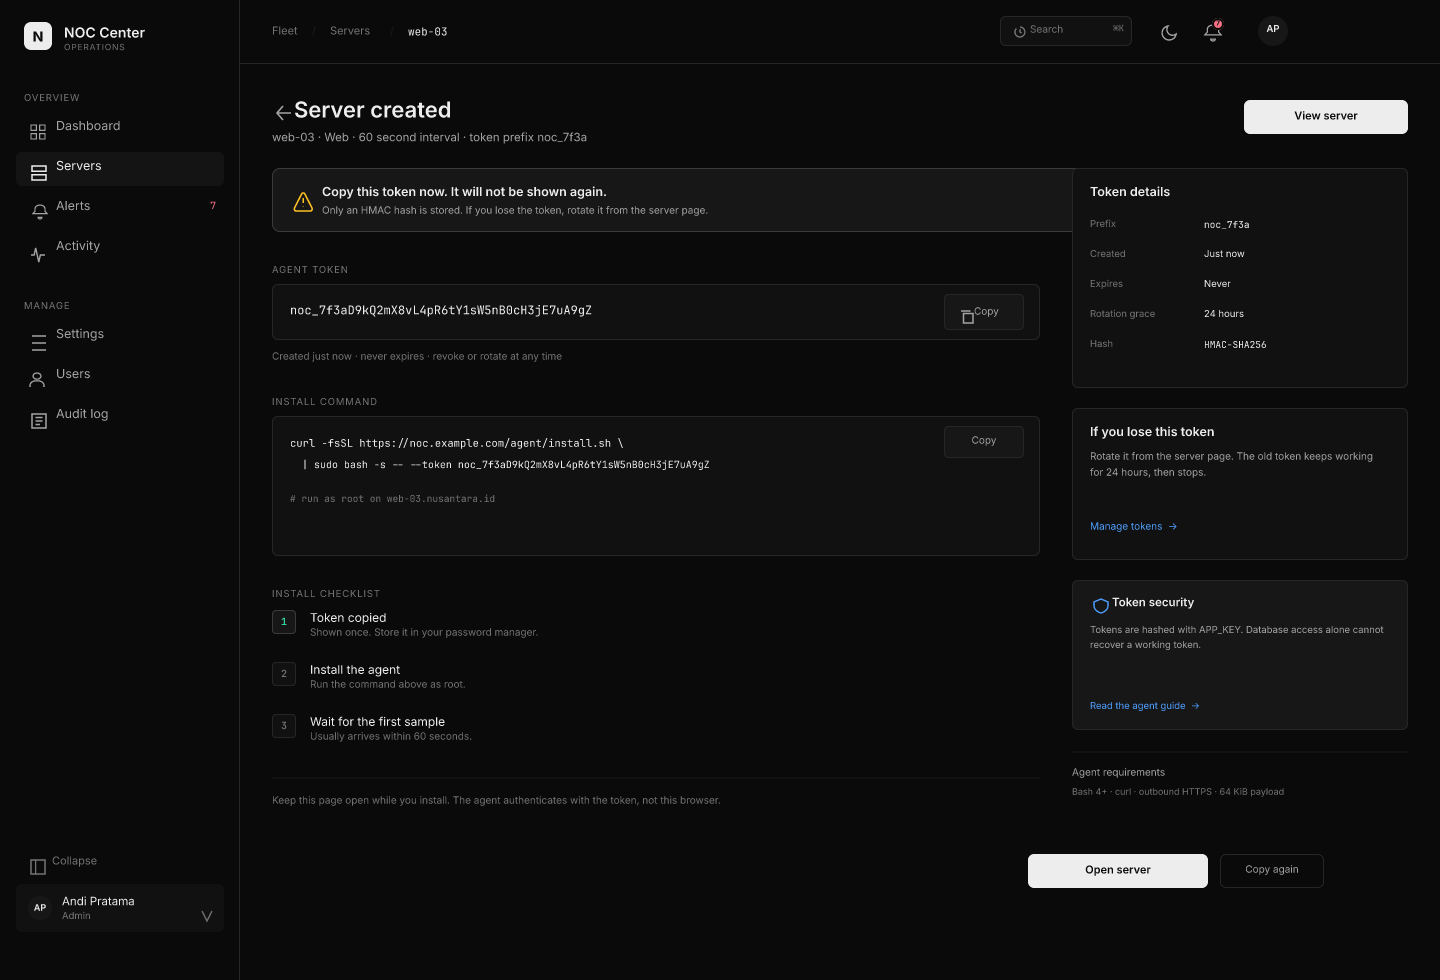 N
NOC Center
OPERATIONS
OVERVIEW
Dashboard
Servers
Alerts
7
Activity
MANAGE
Settings
Users
Audit log
Collapse
AP
Andi Pratama
Admin
Fleet / Servers / web-03
Search
⌘K
7
AP
Server created
web-03 · Web · 60 second interval · token prefix noc_7f3a
View server
Copy this token now. It will not be shown again.
Only an HMAC hash is stored. If you lose the token, rotate it from the server page.
AGENT TOKEN
noc_7f3aD9kQ2mX8vL4pR6tY1sW5nB0cH3jE7uA9gZ
Copy
Created just now · never expires · revoke or rotate at any time
INSTALL COMMAND
curl -fsSL https://noc.example.com/agent/install.sh \
| sudo bash -s -- --token noc_7f3aD9kQ2mX8vL4pR6tY1sW5nB0cH3jE7uA9gZ
# run as root on web-03.nusantara.id
Copy
INSTALL CHECKLIST
1
Token copied
Shown once. Store it in your password manager.
2
Install the agent
Run the command above as root.
3
Wait for the first sample
Usually arrives within 60 seconds.
Keep this page open while you install. The agent authenticates with the token, not this browser.
Token details
Prefix noc_7f3a
Created Just now
Expires Never
Rotation grace 24 hours
Hash HMAC-SHA256
If you lose this token
Rotate it from the server page. The old token keeps working
for 24 hours, then stops.
Manage tokens →
Token security
Tokens are hashed with APP_KEY. Database access alone cannot
recover a working token.
Read the agent guide →
Agent requirements
Bash 4+ · curl · outbound HTTPS · 64 KiB payload
Open server
Copy again